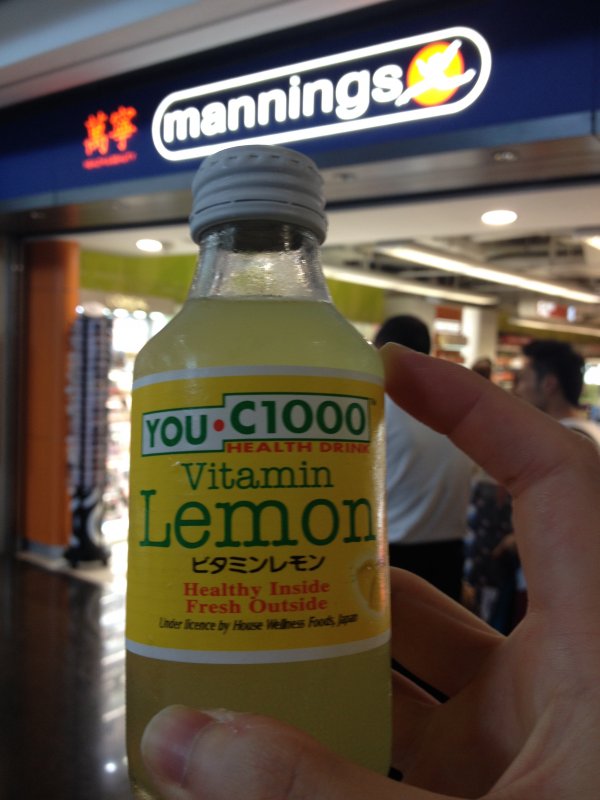 萬寧
mannings
YOU・C1000
HEALTH DRINK
Vitamin
Lemon
ビタミンレモン
Healthy Inside
Fresh Outside
Under licence by House Wellness Foods, Japan